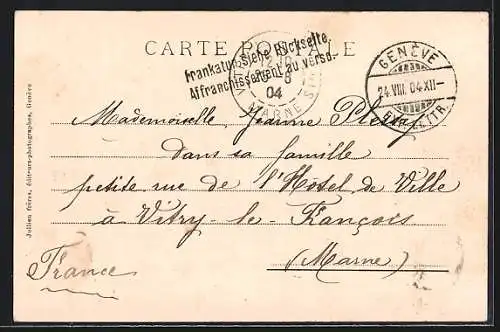 CARTE POSTALE
Frankatur siehe Rückseite.
Affranchissement au verso.
04
MARNE
GENÈVE
24.VIII.04-XII-
Mademoiselle Jeanne
dans sa famille
petite rue de l'Hôtel de Ville
à Vitry-le-François
(Marne)
France
Jullien frères, éditeurs-photographes, Genève